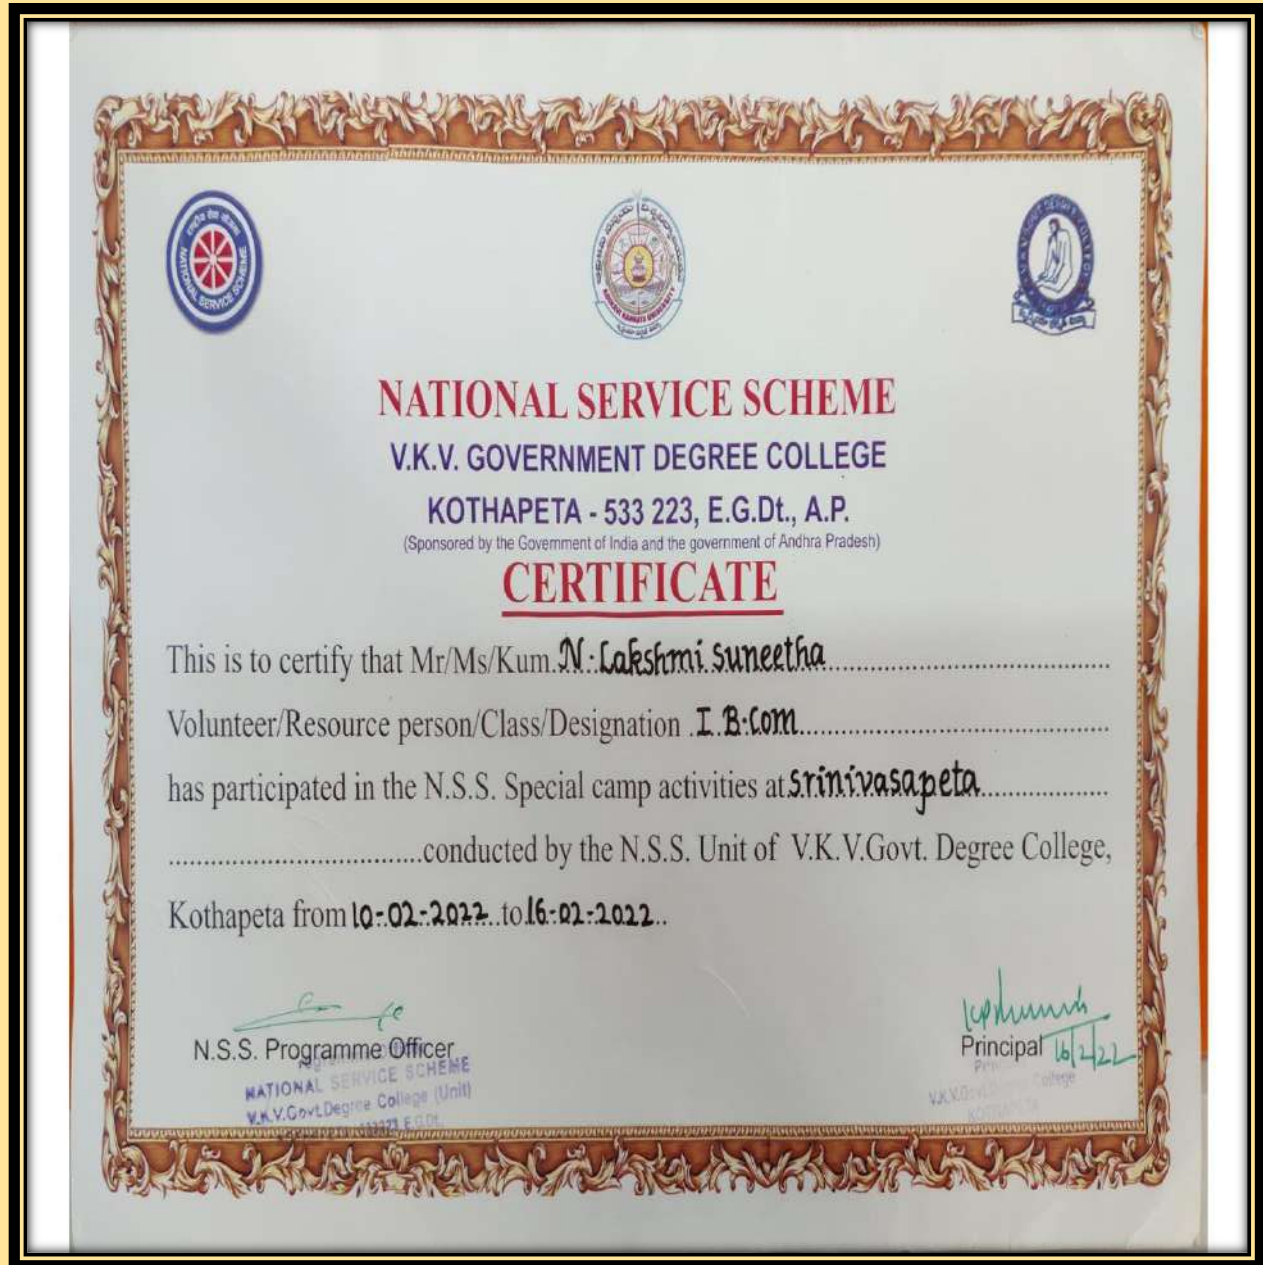 राष्ट्रीय सेवा योजना
NATIONAL SERVICE SCHEME
NATIONAL SERVICE SCHEME
V.K.V. GOVERNMENT DEGREE COLLEGE
KOTHAPETA - 533 223, E.G.Dt., A.P.
(Sponsored by the Government of India and the government of Andhra Pradesh)
CERTIFICATE
This is to certify that Mr/Ms/Kum. N. Lakshmi suneetha
Volunteer/Resource person/Class/Designation . I. B.Com
has participated in the N.S.S. Special camp activities at srinivasapeta
conducted by the N.S.S. Unit of V.K.V.Govt. Degree College,
Kothapeta from 10-02-2022 to 16-02-2022
N.S.S. Programme Officer
Principal 16/2/22
NATIONAL SERVICE SCHEME
V.K.V.Govt.Degree College (Unit)